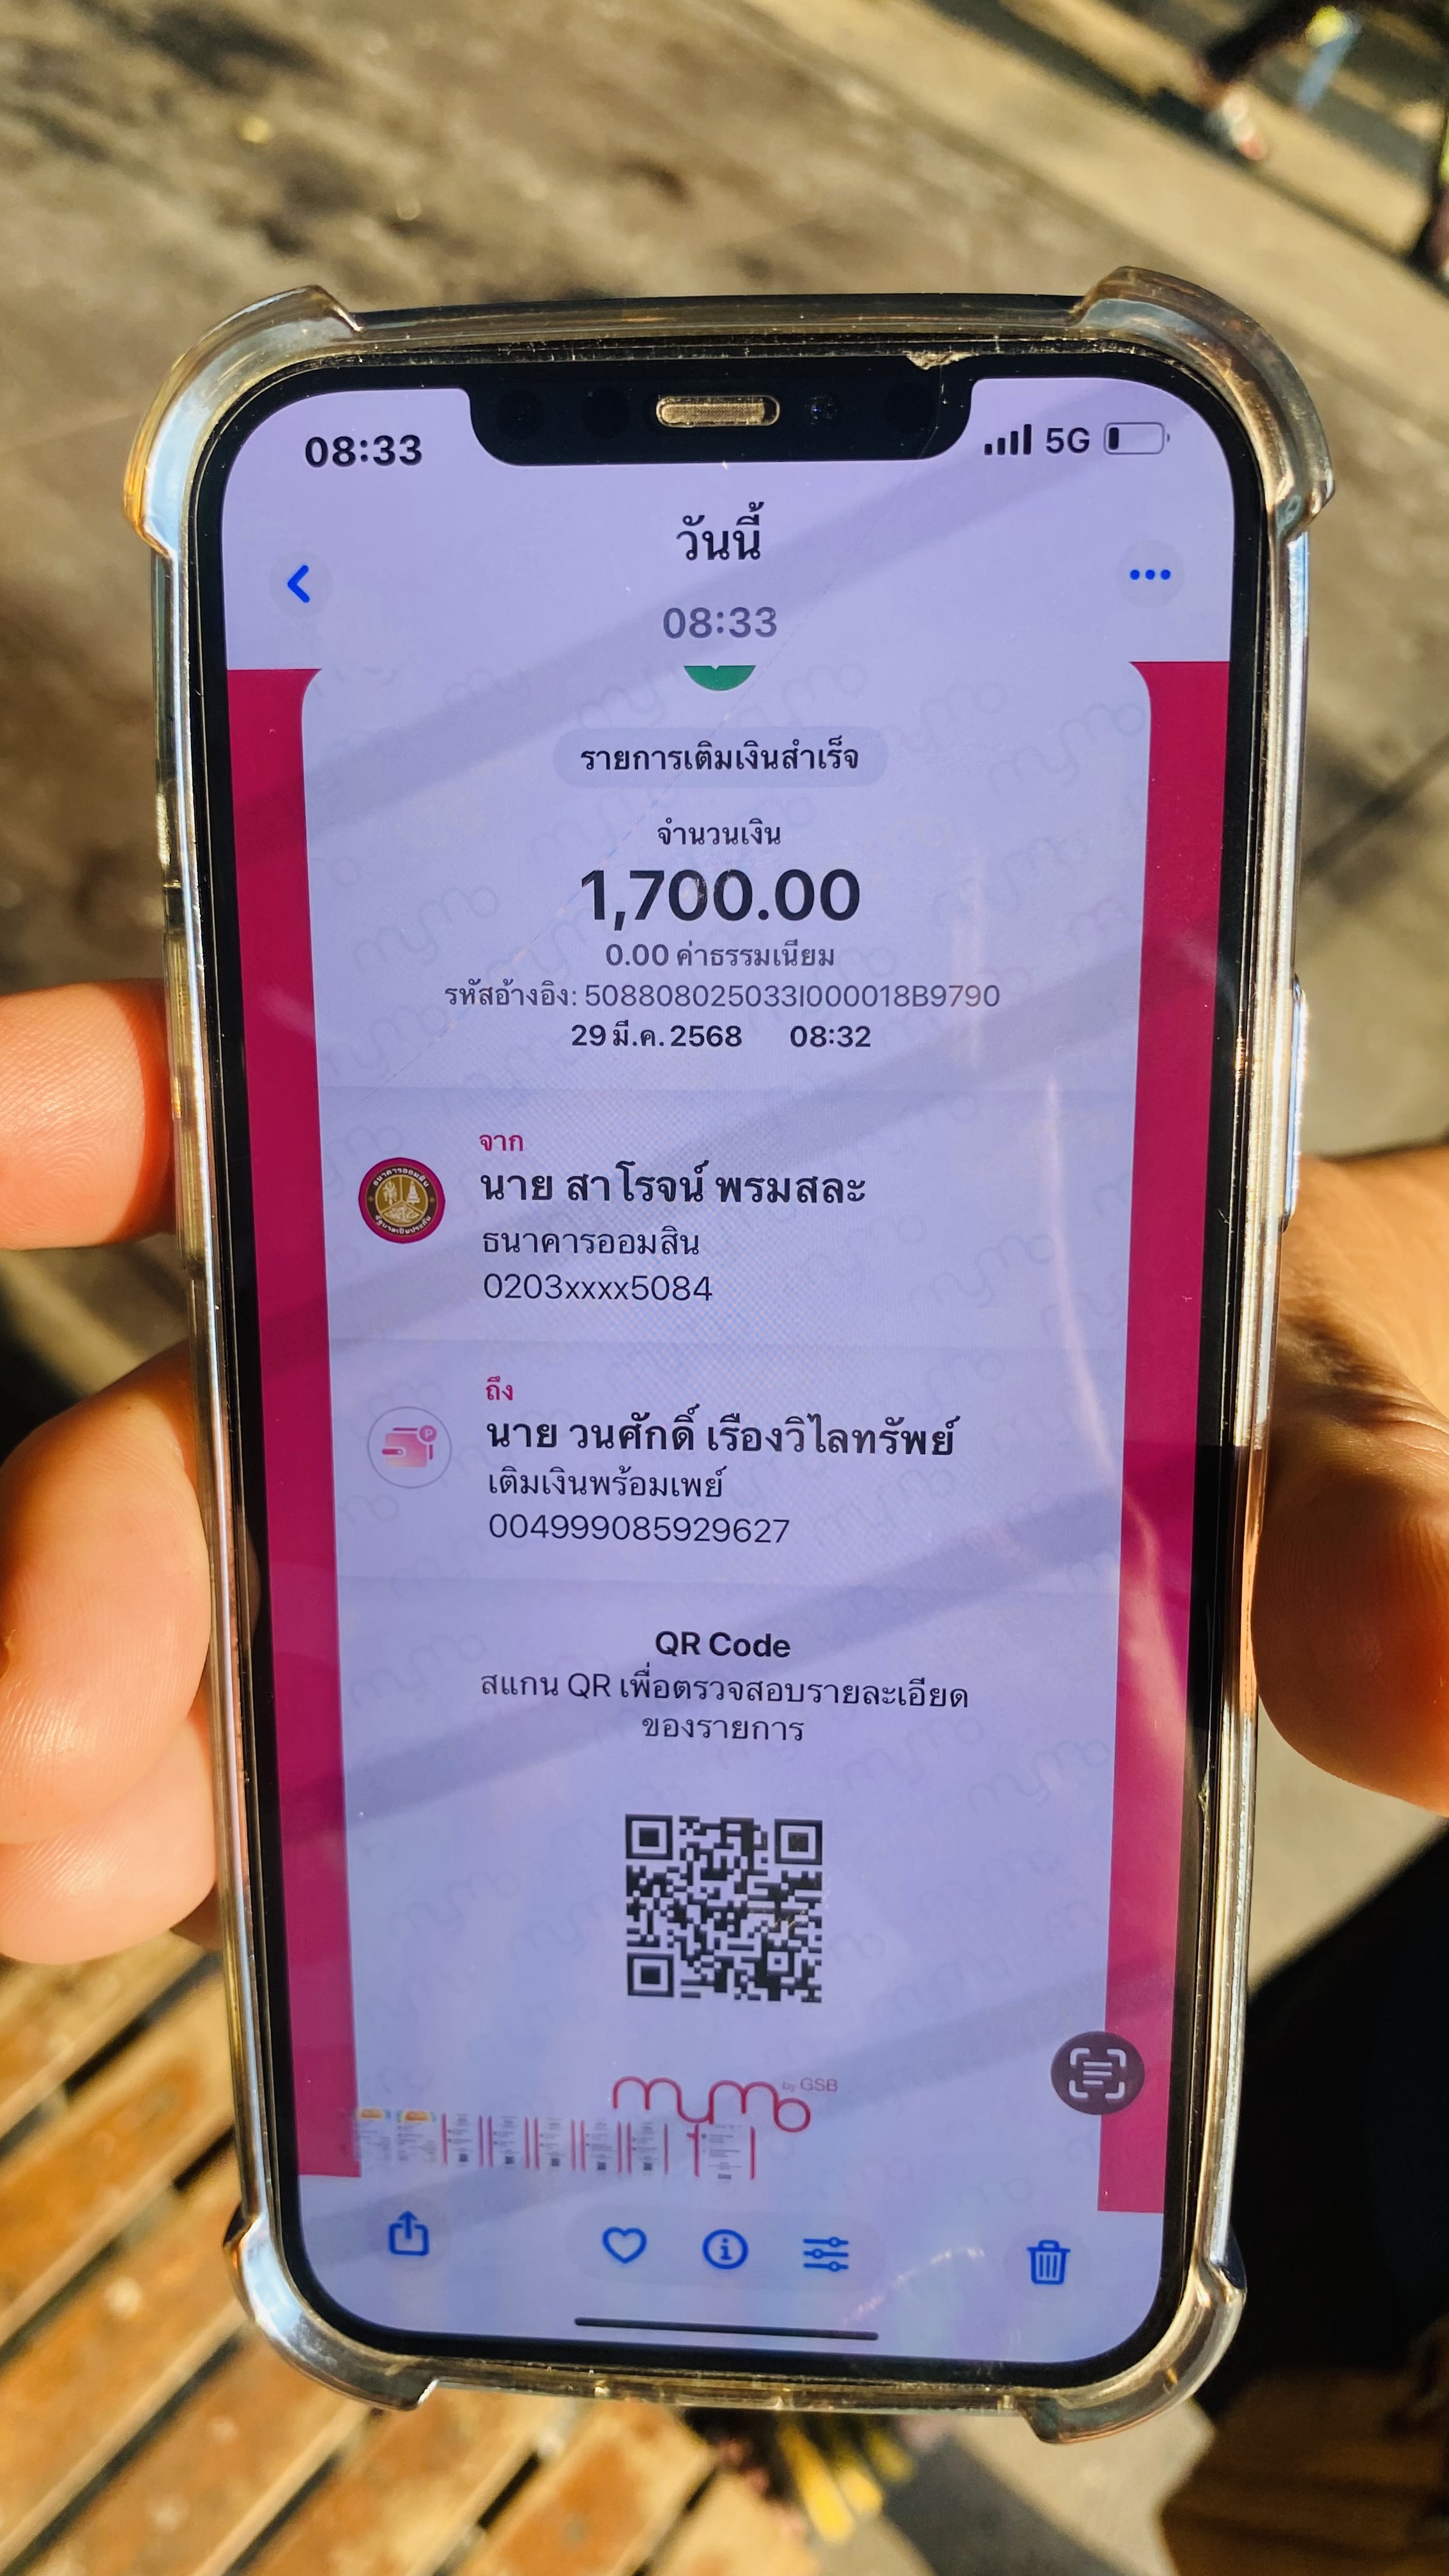 08:33
5G
วันนี้
08:33
รายการเติมเงินสำเร็จ
จำนวนเงิน
1,700.00
0.00 ค่าธรรมเนียม
รหัสอ้างอิง: 508808025033I000018B9790
29 มี.ค. 2568 08:32
จาก
นาย สาโรจน์ พรมสละ
ธนาคารออมสิน
0203xxxx5084
ถึง
นาย วนศักดิ์ เรืองวิไลทรัพย์
เติมเงินพร้อมเพย์
004999085929627
QR Code
สแกน QR เพื่อตรวจสอบรายละเอียด
ของรายการ
mymo by GSB